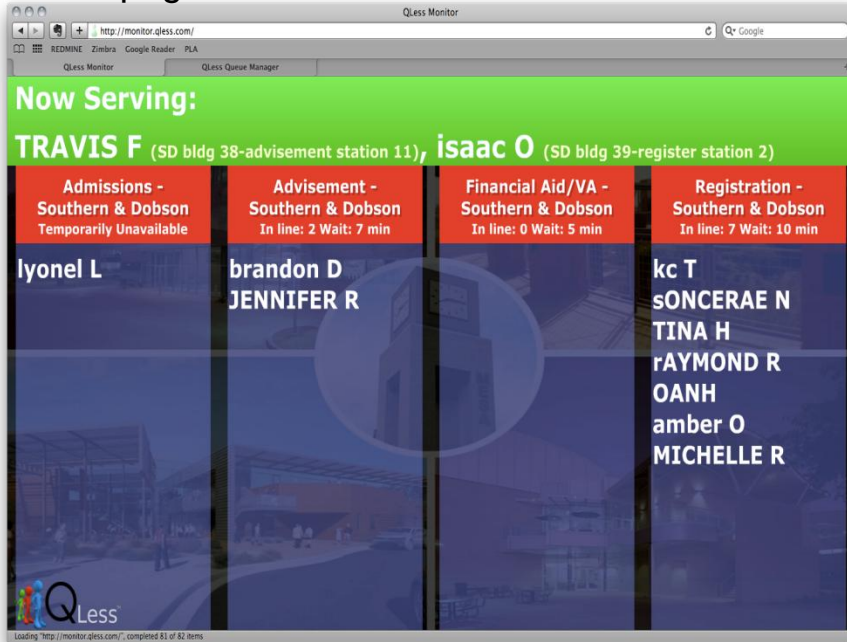 QLess Monitor
http://monitor.qless.com/
Google
REDMINE Zimbra Google Reader PLA
QLess Monitor QLess Queue Manager
Now Serving:
TRAVIS F (SD bldg 38-advisement station 11), isaac O (SD bldg 39-register station 2)
Admissions -
Southern & Dobson
Temporarily Unavailable
lyonel L
Advisement -
Southern & Dobson
In line: 2 Wait: 7 min
brandon D
JENNIFER R
Financial Aid/VA -
Southern & Dobson
In line: 0 Wait: 5 min
Registration -
Southern & Dobson
In line: 7 Wait: 10 min
kc T
sONCERAE N
TINA H
rAYMOND R
OANH
amber O
MICHELLE R
QLess
Loading "http://monitor.qless.com/", completed 81 of 82 items